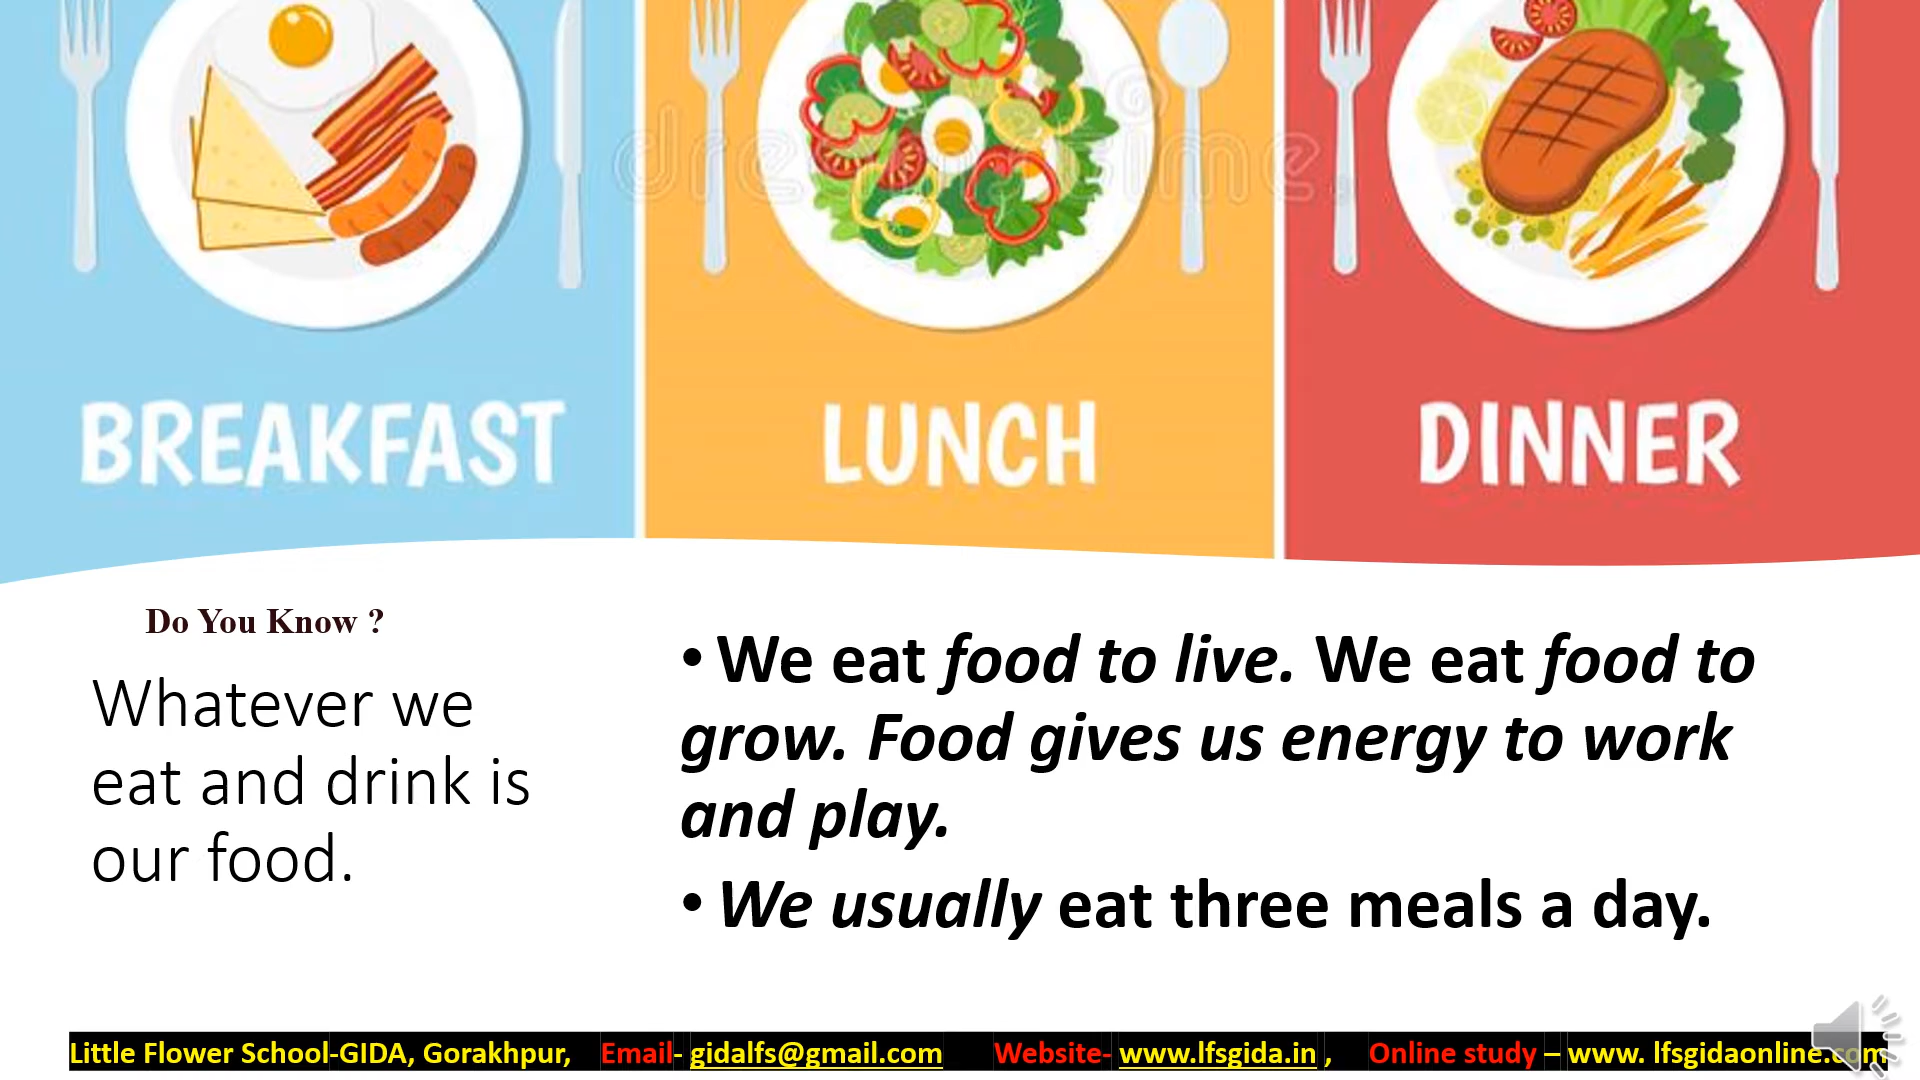 dreamstime.
BREAKFAST
LUNCH
DINNER
Do You Know ?
Whatever we
eat and drink is
our food.
• We eat food to live. We eat food to
grow. Food gives us energy to work
and play.
• We usually eat three meals a day.
Little Flower School-GIDA, Gorakhpur, Email- gidalfs@gmail.com Website- www.lfsgida.in , Online study – www. lfsgidaonline.com